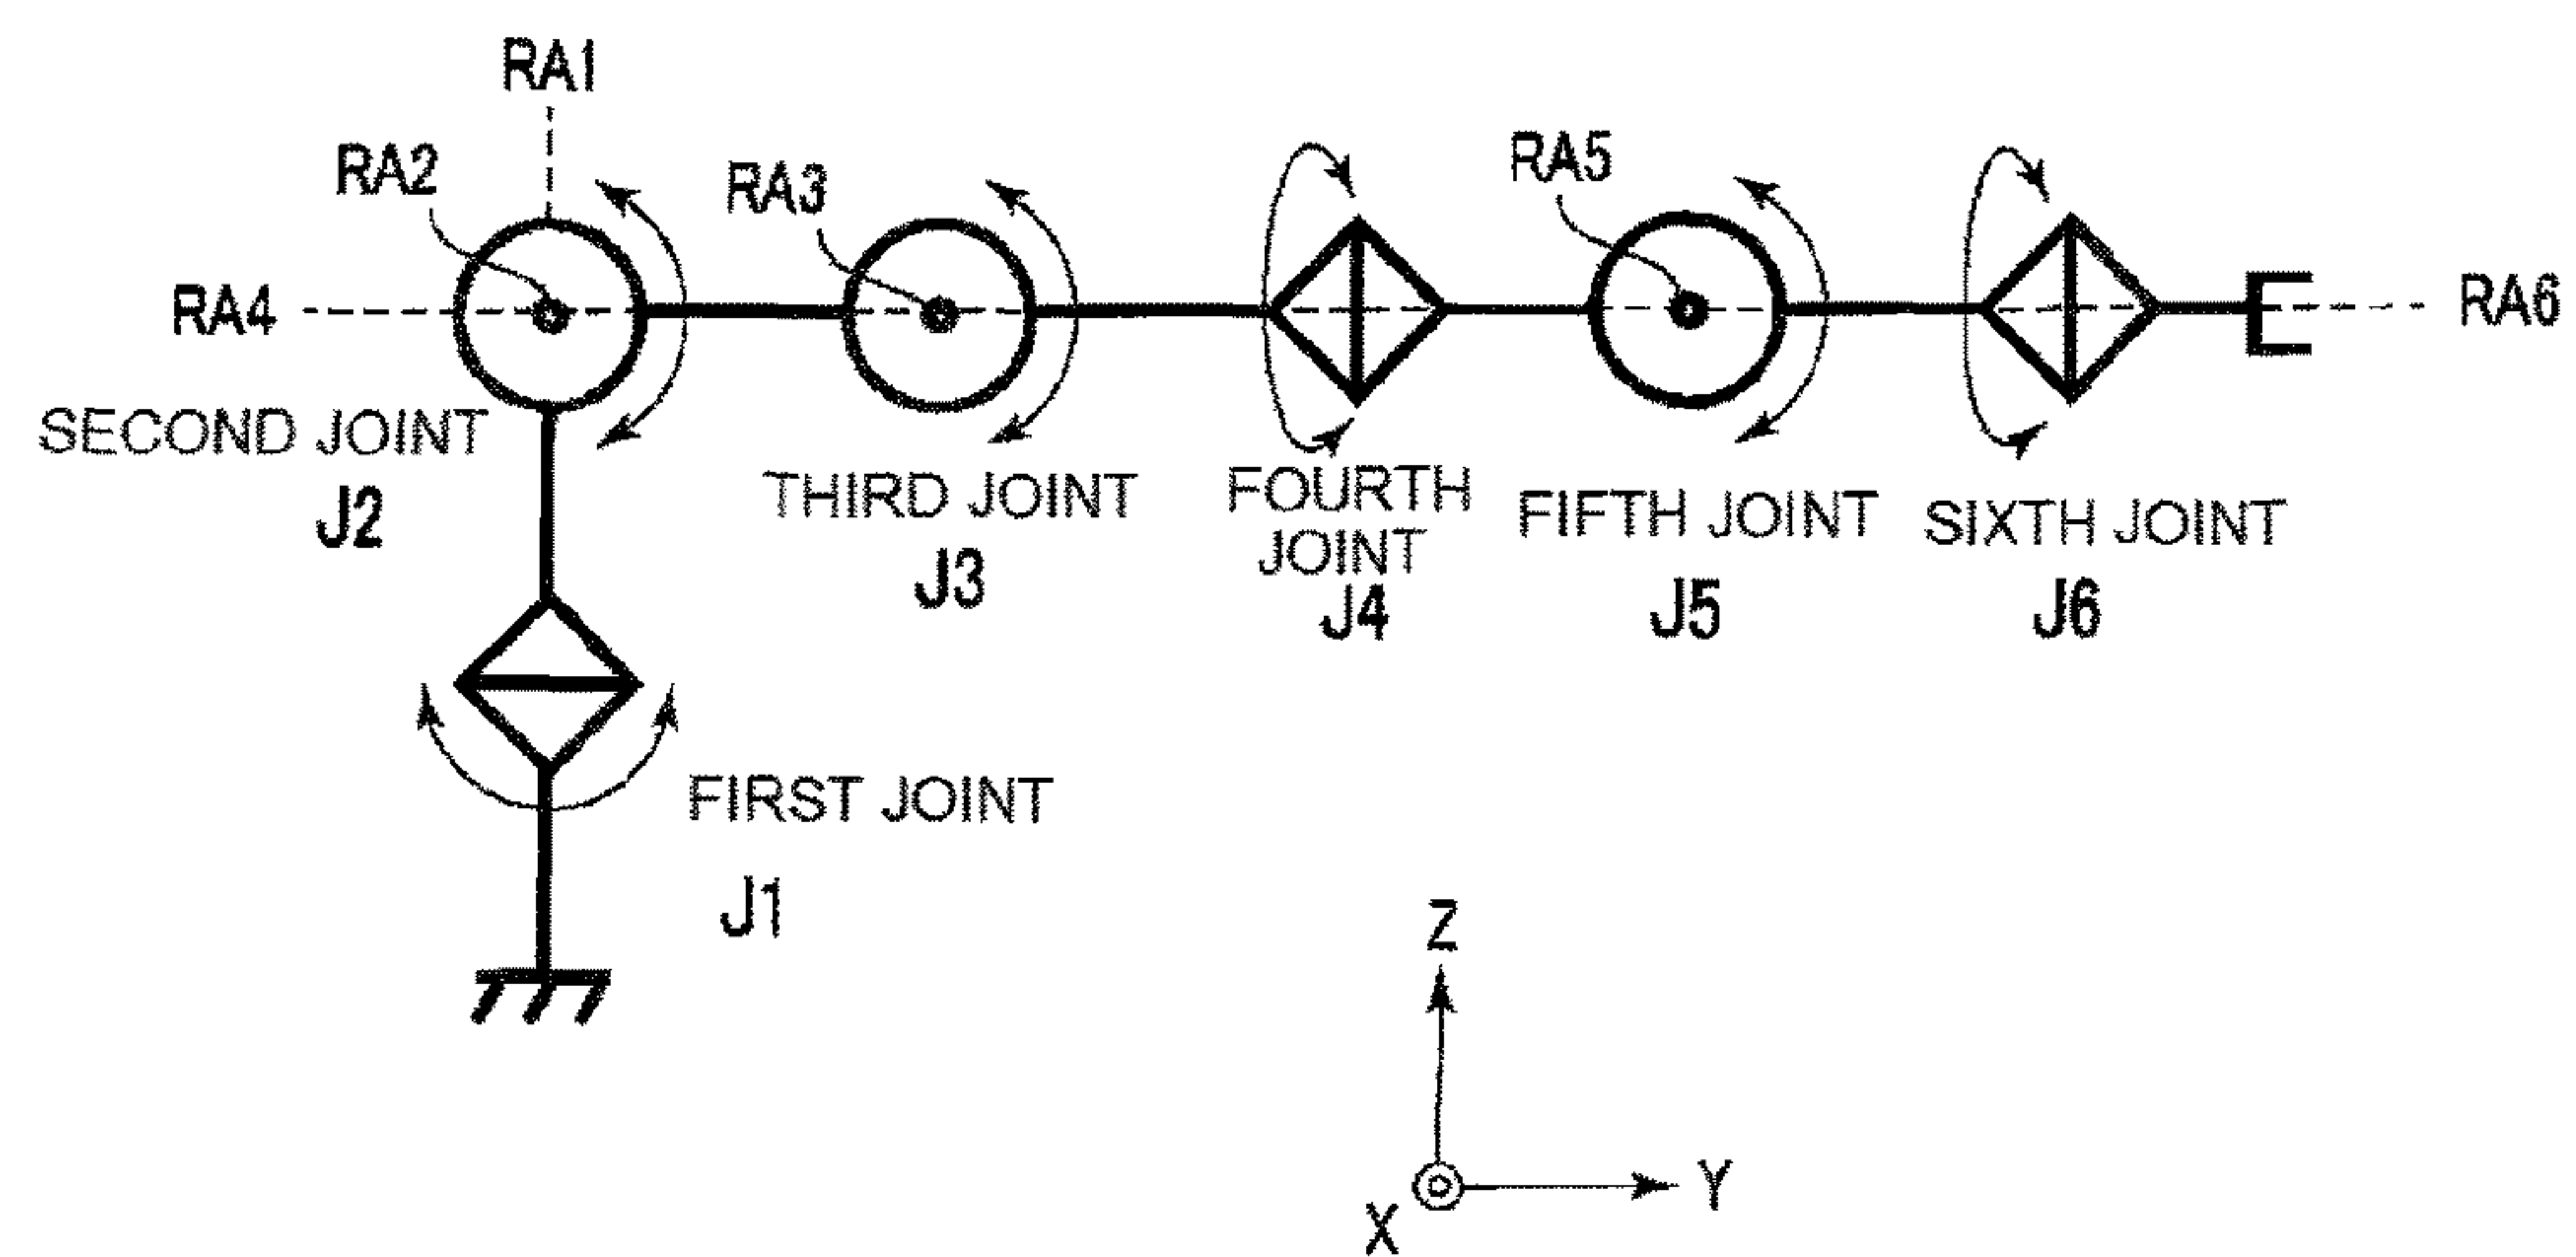 RA1
RA2
RA3
RA5
RA4
RA6
SECOND JOINT
J2
THIRD JOINT
J3
FOURTH
JOINT
J4
FIFTH JOINT
J5
SIXTH JOINT
J6
FIRST JOINT
J1
Z
Y
X